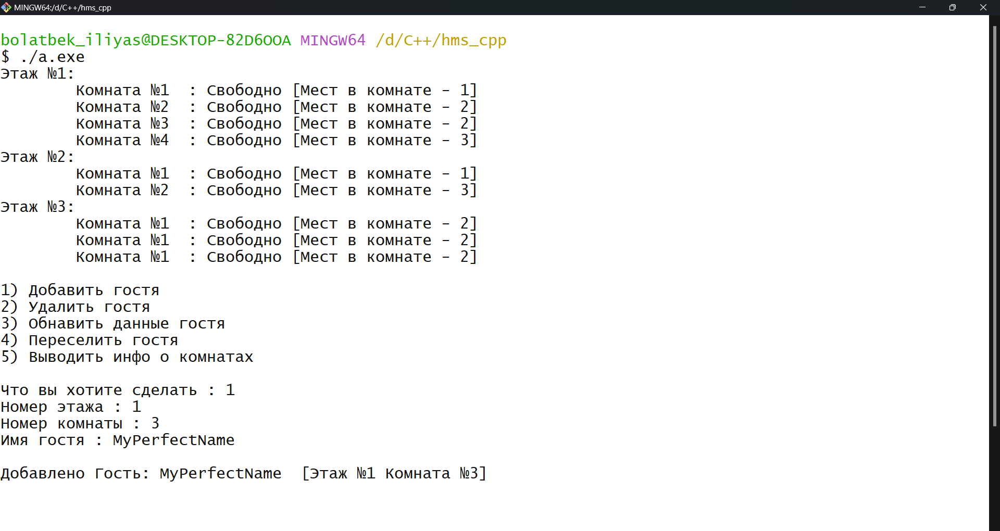 MINGW64:/d/C++/hms_cpp
bolatbek_iliyas@DESKTOP-82D6OOA MINGW64 /d/C++/hms_cpp
$ ./a.exe
Этаж №1:
Комната №1  : Свободно [Мест в комнате - 1]
Комната №2  : Свободно [Мест в комнате - 2]
Комната №3  : Свободно [Мест в комнате - 2]
Комната №4  : Свободно [Мест в комнате - 3]
Этаж №2:
Комната №1  : Свободно [Мест в комнате - 1]
Комната №2  : Свободно [Мест в комнате - 3]
Этаж №3:
Комната №1  : Свободно [Мест в комнате - 2]
Комната №1  : Свободно [Мест в комнате - 2]
Комната №1  : Свободно [Мест в комнате - 2]
1) Добавить гостя
2) Удалить гостя
3) Обнавить данные гостя
4) Переселить гостя
5) Выводить инфо о комнатах
Что вы хотите сделать : 1
Номер этажа : 1
Номер комнаты : 3
Имя гостя : MyPerfectName
Добавлено Гость: MyPerfectName  [Этаж №1 Комната №3]